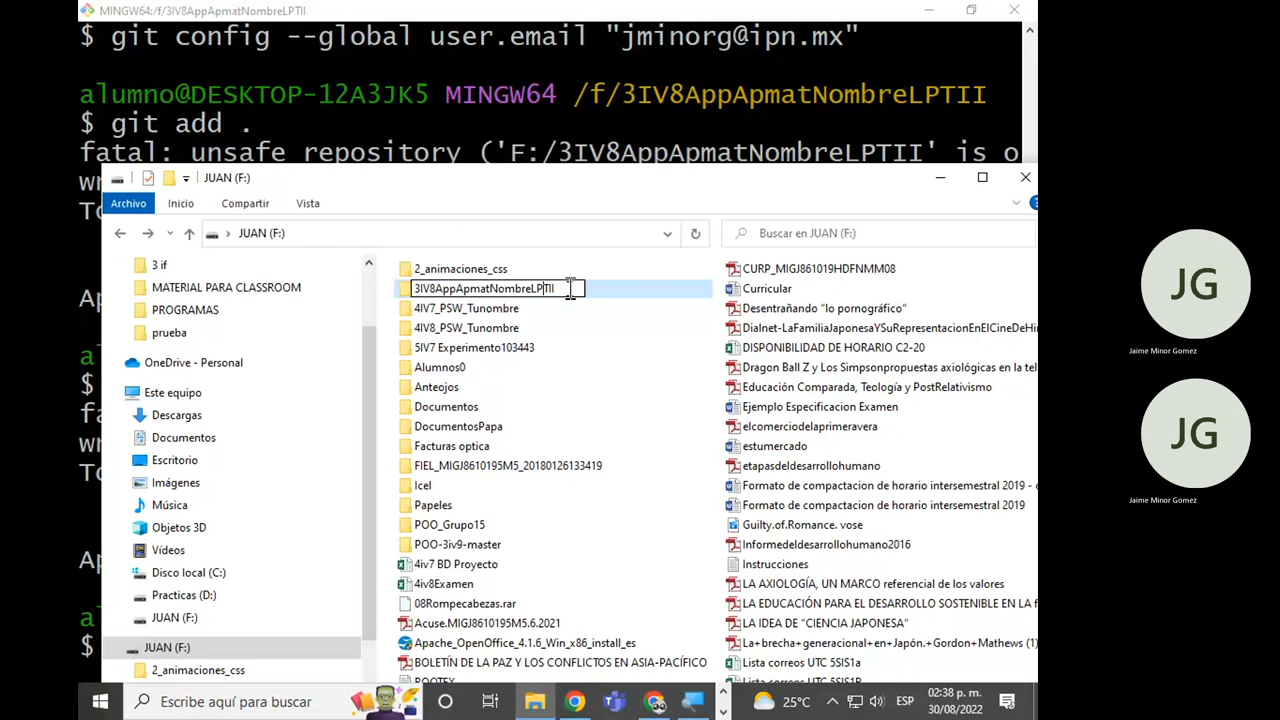 MINGW64:/f/3IV8AppApmatNombreLPTII
$ git config --global user.email "jminorg@ipn.mx"
alumno@DESKTOP-12A3JK5 MINGW64 /f/3IV8AppApmatNombreLPTII
$ git add .
fatal: unsafe repository ('F:/3IV8AppApmatNombreLPTII' is o
wr
To
Ap
al
$
fa
wr
To
Ap
al
$
JUAN (F:)
Archivo Inicio Compartir Vista
JUAN (F:)
Buscar en JUAN (F:)
3 if
MATERIAL PARA CLASSROOM
PROGRAMAS
prueba
OneDrive - Personal
Este equipo
Descargas
Documentos
Escritorio
Imágenes
Música
Objetos 3D
Vídeos
Disco local (C:)
Practicas (D:)
JUAN (F:)
JUAN (F:)
2_animaciones_css
2_animaciones_css
3IV8AppApmatNombreLPTII
4IV7_PSW_Tunombre
4IV8_PSW_Tunombre
5IV7 Experimento103443
Alumnos0
Anteojos
Documentos
DocumentosPapa
Facturas optica
FIEL_MIGJ8610195M5_20180126133419
Icel
Papeles
POO_Grupo15
POO-3iv9-master
4iv7 BD Proyecto
4iv8Examen
08Rompecabezas.rar
Acuse.MIGJ8610195M5.6.2021
Apache_OpenOffice_4.1.6_Win_x86_install_es
BOLETÍN DE LA PAZ Y LOS CONFLICTOS EN ASIA-PACÍFICO
CURP_MIGJ861019HDFNMM08
Curricular
Desentrañando "lo pornográfico"
Dialnet-LaFamiliaJaponesaYSuRepresentacionEnElCineDeHi
DISPONIBILIDAD DE HORARIO C2-20
Dragon Ball Z y Los Simpsonpropuestas axiológicas en la tel
Educación Comparada, Teología y PostRelativismo
Ejemplo Especificacion Examen
elcomerciodelaprimeravera
estumercado
etapasdeldesarrollohumano
Formato de compactacion de horario intersemestral 2019 - c
Formato de compactacion de horario intersemestral 2019
Guilty.of.Romance. vose
Informedeldesarrollohumano2016
Instrucciones
LA AXIOLOGÍA, UN MARCO referencial de los valores
LA EDUCACIÓN PARA EL DESARROLLO SOSTENIBLE EN LA f
LA IDEA DE "CIENCIA JAPONESA"
La+brecha+generacional+en+Japón.+Gordon+Mathews (1)
Lista correos UTC 5SIS1a
Escribe aquí para buscar
25°C
ESP
02:38 p. m.
30/08/2022
JG
Jaime Minor Gomez
JG
Jaime Minor Gomez